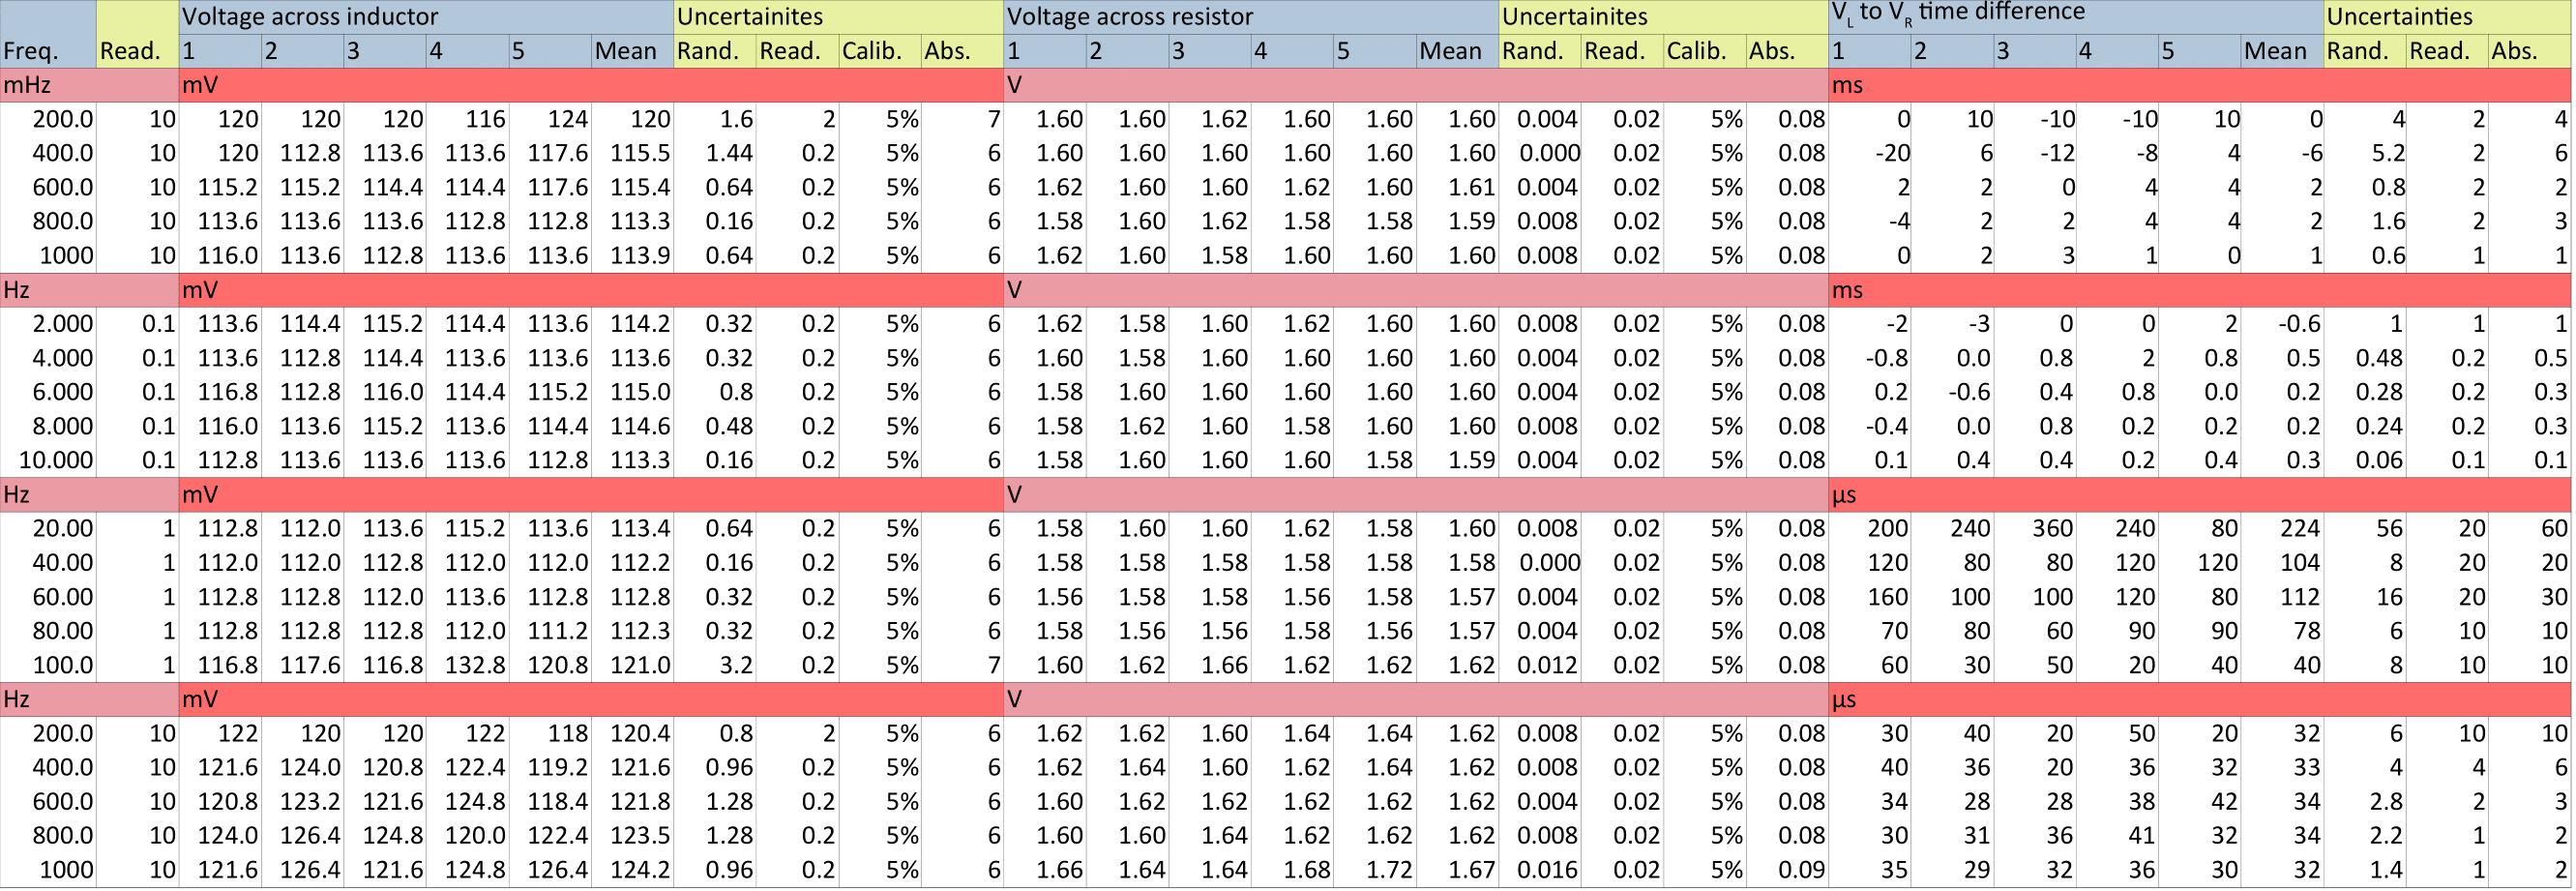 Voltage across inductor Uncertainites Voltage across resistor Uncertainites VL to VR time difference Uncertainties
Freq. Read. 1 2 3 4 5 Mean Rand. Read. Calib. Abs. 1 2 3 4 5 Mean Rand. Read. Calib. Abs. 1 2 3 4 5 Mean Rand. Read. Abs.
mHz mV V ms
200.0 10 120 120 120 116 124 120 1.6 2 5% 7 1.60 1.60 1.62 1.60 1.60 1.60 0.004 0.02 5% 0.08 0 10 -10 -10 10 0 4 2 4
400.0 10 120 112.8 113.6 113.6 117.6 115.5 1.44 0.2 5% 6 1.60 1.60 1.60 1.60 1.60 1.60 0.000 0.02 5% 0.08 -20 6 -12 -8 4 -6 5.2 2 6
600.0 10 115.2 115.2 114.4 114.4 117.6 115.4 0.64 0.2 5% 6 1.62 1.60 1.60 1.62 1.60 1.61 0.004 0.02 5% 0.08 2 2 0 4 4 2 0.8 2 2
800.0 10 113.6 113.6 113.6 112.8 112.8 113.3 0.16 0.2 5% 6 1.58 1.60 1.62 1.58 1.58 1.59 0.008 0.02 5% 0.08 -4 2 2 4 4 2 1.6 2 3
1000 10 116.0 113.6 112.8 113.6 113.6 113.9 0.64 0.2 5% 6 1.62 1.60 1.58 1.60 1.60 1.60 0.008 0.02 5% 0.08 0 2 3 1 0 1 0.6 1 1
Hz mV V ms
2.000 0.1 113.6 114.4 115.2 114.4 113.6 114.2 0.32 0.2 5% 6 1.62 1.58 1.60 1.62 1.60 1.60 0.008 0.02 5% 0.08 -2 -3 0 0 2 -0.6 1 1 1
4.000 0.1 113.6 112.8 114.4 113.6 113.6 113.6 0.32 0.2 5% 6 1.60 1.58 1.60 1.60 1.60 1.60 0.004 0.02 5% 0.08 -0.8 0.0 0.8 2 0.8 0.5 0.48 0.2 0.5
6.000 0.1 116.8 112.8 116.0 114.4 115.2 115.0 0.8 0.2 5% 6 1.58 1.60 1.60 1.60 1.60 1.60 0.004 0.02 5% 0.08 0.2 -0.6 0.4 0.8 0.0 0.2 0.28 0.2 0.3
8.000 0.1 116.0 113.6 115.2 113.6 114.4 114.6 0.48 0.2 5% 6 1.58 1.62 1.60 1.58 1.60 1.60 0.008 0.02 5% 0.08 -0.4 0.0 0.8 0.2 0.2 0.2 0.24 0.2 0.3
10.000 0.1 112.8 113.6 113.6 113.6 112.8 113.3 0.16 0.2 5% 6 1.58 1.60 1.60 1.60 1.58 1.59 0.004 0.02 5% 0.08 0.1 0.4 0.4 0.2 0.4 0.3 0.06 0.1 0.1
Hz mV V µs
20.00 1 112.8 112.0 113.6 115.2 113.6 113.4 0.64 0.2 5% 6 1.58 1.60 1.60 1.62 1.58 1.60 0.008 0.02 5% 0.08 200 240 360 240 80 224 56 20 60
40.00 1 112.0 112.0 112.8 112.0 112.0 112.2 0.16 0.2 5% 6 1.58 1.58 1.58 1.58 1.58 1.58 0.000 0.02 5% 0.08 120 80 80 120 120 104 8 20 20
60.00 1 112.8 112.8 112.0 113.6 112.8 112.8 0.32 0.2 5% 6 1.56 1.58 1.58 1.56 1.58 1.57 0.004 0.02 5% 0.08 160 100 100 120 80 112 16 20 30
80.00 1 112.8 112.8 112.8 112.0 111.2 112.3 0.32 0.2 5% 6 1.58 1.56 1.56 1.58 1.56 1.57 0.004 0.02 5% 0.08 70 80 60 90 90 78 6 10 10
100.0 1 116.8 117.6 116.8 132.8 120.8 121.0 3.2 0.2 5% 7 1.60 1.62 1.66 1.62 1.62 1.62 0.012 0.02 5% 0.08 60 30 50 20 40 40 8 10 10
Hz mV V µs
200.0 10 122 120 120 122 118 120.4 0.8 2 5% 6 1.62 1.62 1.60 1.64 1.64 1.62 0.008 0.02 5% 0.08 30 40 20 50 20 32 6 10 10
400.0 10 121.6 124.0 120.8 122.4 119.2 121.6 0.96 0.2 5% 6 1.62 1.64 1.60 1.62 1.64 1.62 0.008 0.02 5% 0.08 40 36 20 36 32 33 4 4 6
600.0 10 120.8 123.2 121.6 124.8 118.4 121.8 1.28 0.2 5% 6 1.60 1.62 1.62 1.62 1.62 1.62 0.004 0.02 5% 0.08 34 28 28 38 42 34 2.8 2 3
800.0 10 124.0 126.4 124.8 120.0 122.4 123.5 1.28 0.2 5% 6 1.60 1.60 1.64 1.62 1.62 1.62 0.008 0.02 5% 0.08 30 31 36 41 32 34 2.2 1 2
1000 10 121.6 126.4 121.6 124.8 126.4 124.2 0.96 0.2 5% 6 1.66 1.64 1.64 1.68 1.72 1.67 0.016 0.02 5% 0.09 35 29 32 36 30 32 1.4 1 2